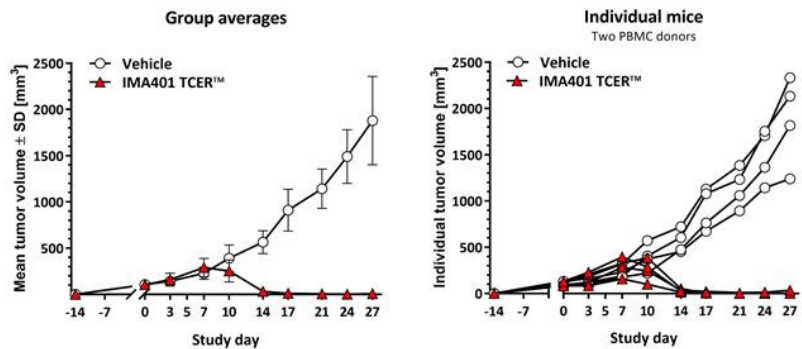 Group averages
Vehicle
IMA401 TCER™
Mean tumor volume ± SD [mm³]
2500
2000
1500
1000
500
-14 -7 0 3 5 7 10 14 17 21 24 27
Study day
Individual mice
Two PBMC donors
Vehicle
IMA401 TCER™
Individual tumor volume [mm³]
2500
2000
1500
1000
500
0
-14 -7 0 3 5 7 10 14 17 21 24 27
Study day